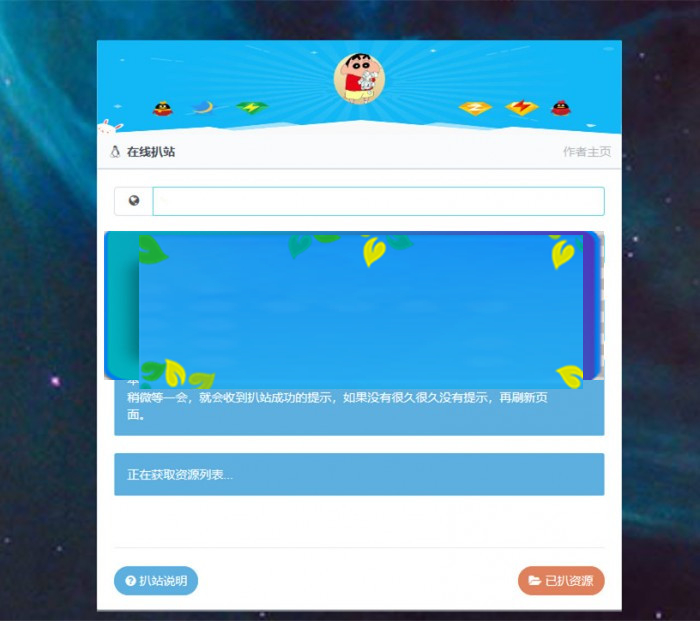 在线扒站
作者主页
稍微等一会，就会收到扒站成功的提示，如果没有很久很久没有提示，再刷新页
面。
正在获取资源列表...
扒站说明
已扒资源